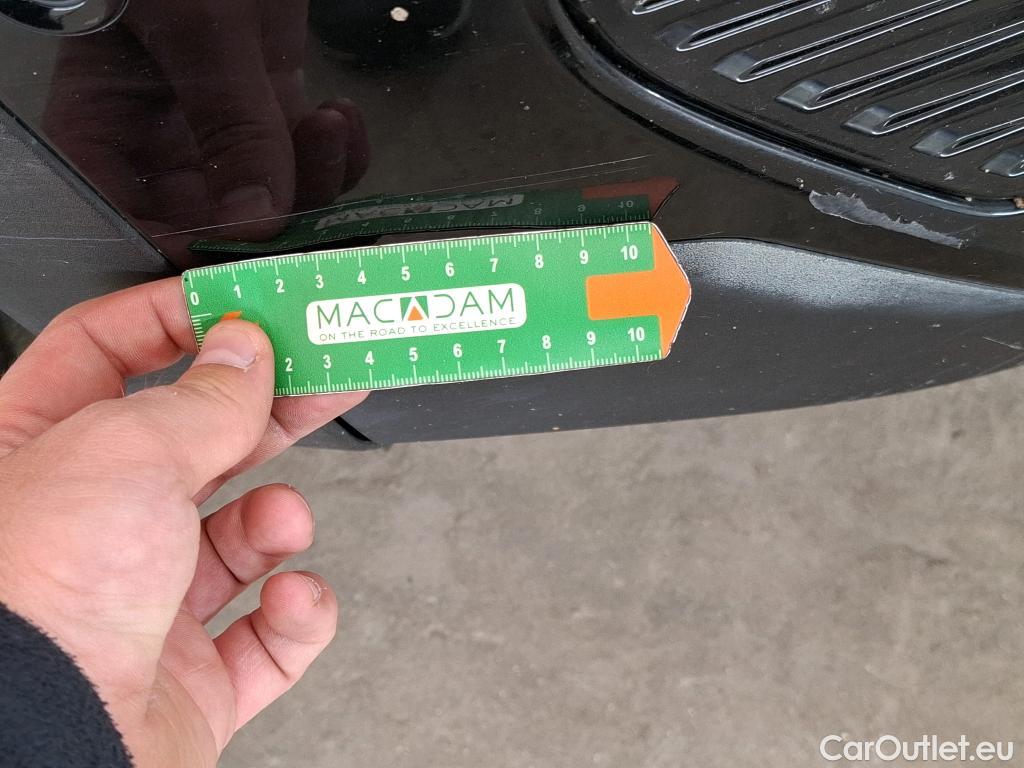 0 1 2 3 4 5 6 7 8 9 10
MACADAM
ON THE ROAD TO EXCELLENCE
2 3 4 5 6 7 8 9 10
CarOutlet.eu